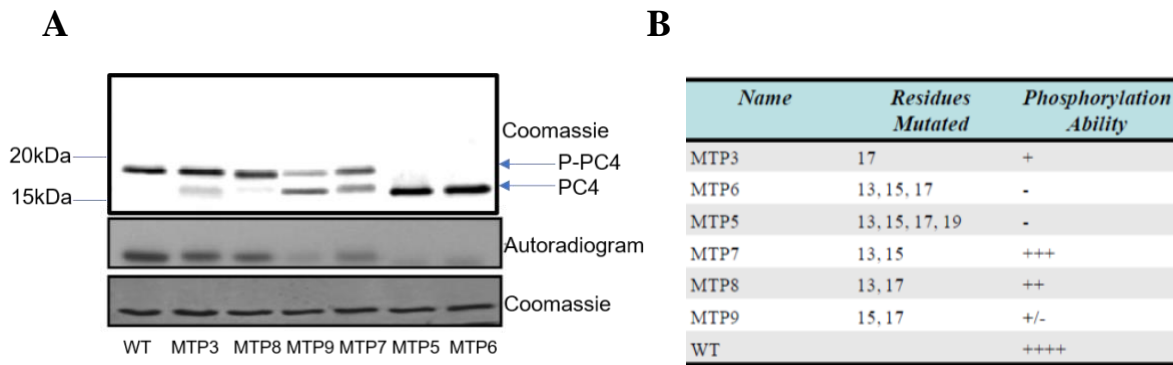 A
20kDa
15kDa
Coomassie
P-PC4
PC4
Autoradiogram
Coomassie
WT MTP3 MTP8 MTP9 MTP7 MTP5 MTP6
B
Name Residues Mutated Phosphorylation Ability
MTP3 17 +
MTP6 13, 15, 17 -
MTP5 13, 15, 17, 19 -
MTP7 13, 15 +++
MTP8 13, 17 ++
MTP9 15, 17 +/-
WT ++++